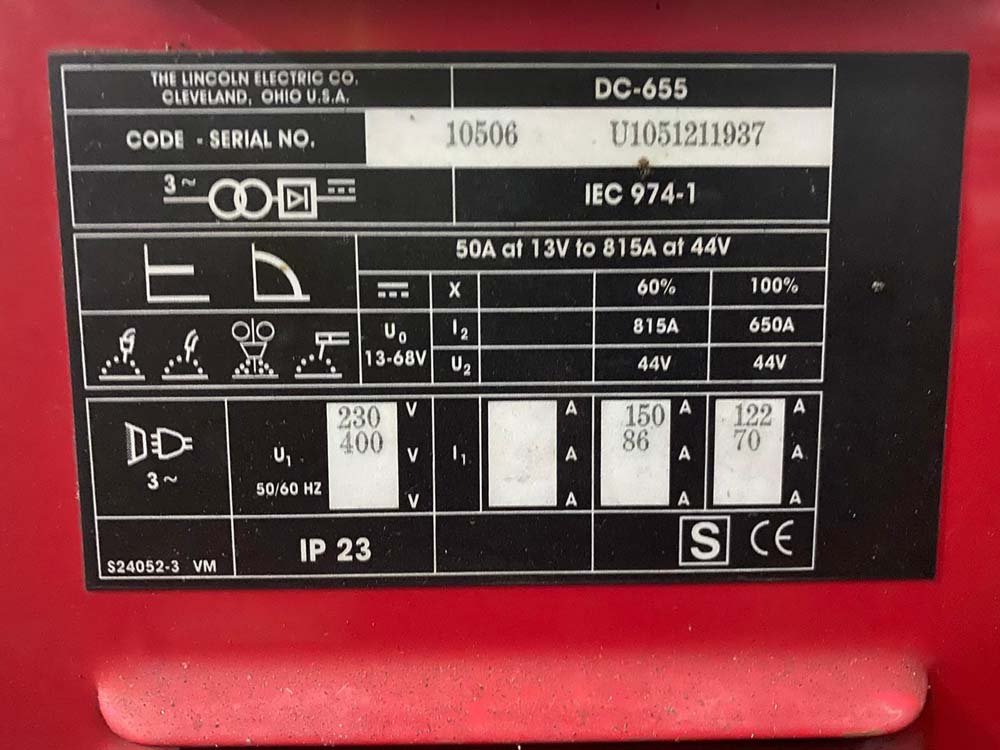 THE LINCOLN ELECTRIC CO.
CLEVELAND, OHIO U.S.A.
DC-655
CODE - SERIAL NO. 10506 U1051211937
3~ IEC 974-1
50A at 13V to 815A at 44V
X 60% 100%
U0 13-68V
I2 815A 650A
U2 44V 44V
3~
U1 50/60 HZ
230 V I1 A 150 A 122 A
400 V A 86 A 70 A
V A A A
S24052-3 VM IP 23 S CE